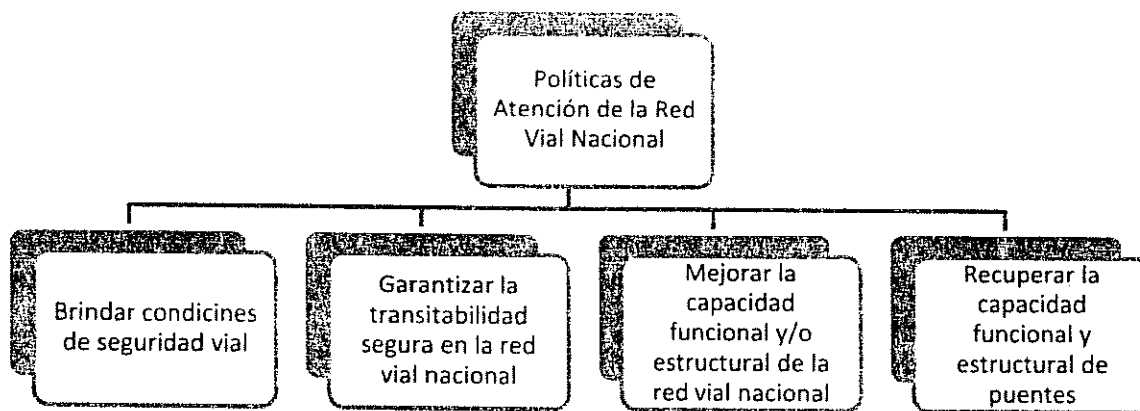 Políticas de
Atención de la Red
Vial Nacional
Brindar condicines
de seguridad vial
Garantizar la
transitabilidad
segura en la red
vial nacional
Mejorar la
capacidad
funcional y/o
estructural de la
red vial nacional
Recuperar la
capacidad
funcional y
estructural de
puentes